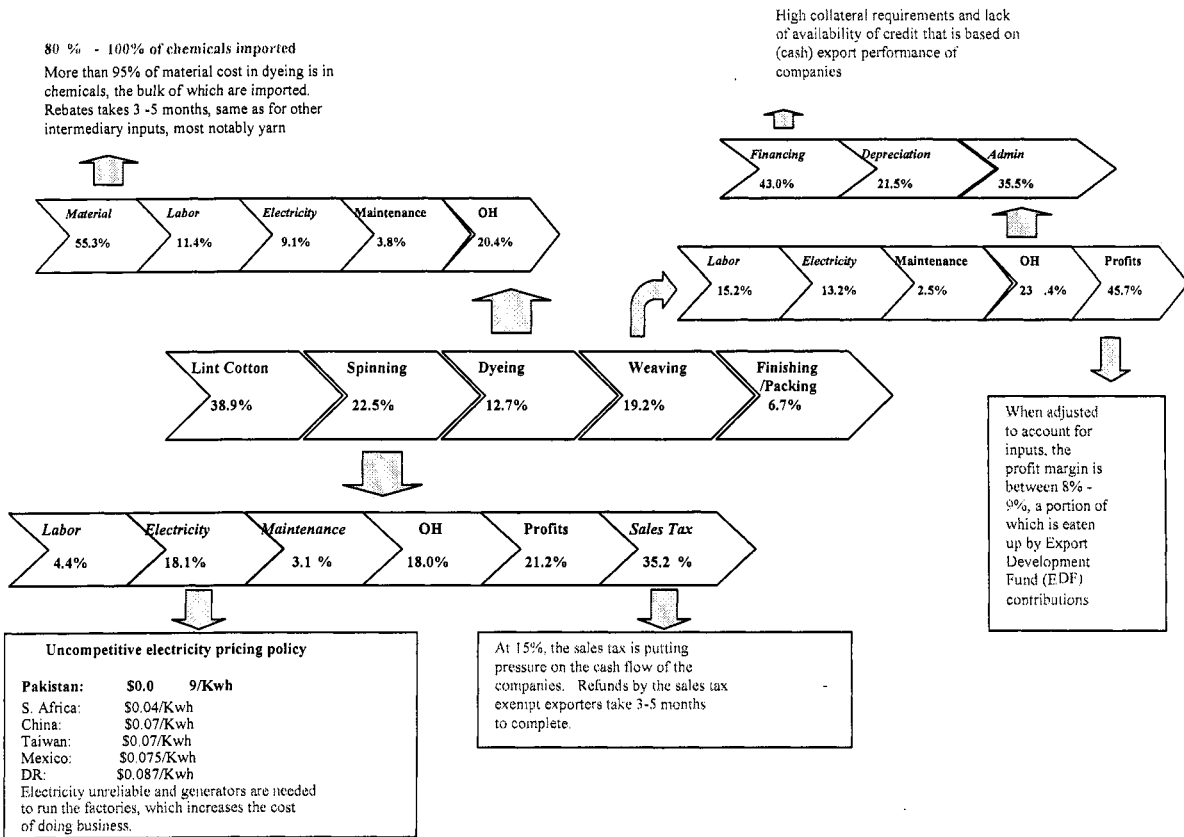 High collateral requirements and lack
of availability of credit that is based on
(cash) export performance of
companies
80 % - 100% of chemicals imported
More than 95% of material cost in dyeing is in
chemicals, the bulk of which are imported.
Rebates takes 3 -5 months, same as for other
intermediary inputs, most notably yarn
Financing Depreciation Admin
43.0% 21.5% 35.5%
Material Labor Electricity Maintenance OH
55.3% 11.4% 9.1% 3.8% 20.4%
Labor Electricity Maintenance OH Profits
15.2% 13.2% 2.5% 23 .4% 45.7%
Lint Cotton Spinning Dyeing Weaving Finishing
/Packing
38.9% 22.5% 12.7% 19.2% 6.7%
When adjusted
to account for
inputs, the
profit margin is
between 8% -
9%, a portion of
which is eaten
up by Export
Development
Fund (EDF)
contributions
Labor Electricity Maintenance OH Profits Sales Tax
4.4% 18.1% 3.1 % 18.0% 21.2% 35.2 %
Uncompetitive electricity pricing policy
Pakistan: $0.0 9/Kwh
S. Africa: $0.04/Kwh
China: $0.07/Kwh
Taiwan: $0.07/Kwh
Mexico: $0.075/Kwh
DR: $0.087/Kwh
Electricity unreliable and generators are needed
to run the factories, which increases the cost
of doing business.
At 15%, the sales tax is putting
pressure on the cash flow of the
companies. Refunds by the sales tax -
exempt exporters take 3-5 months
to complete.